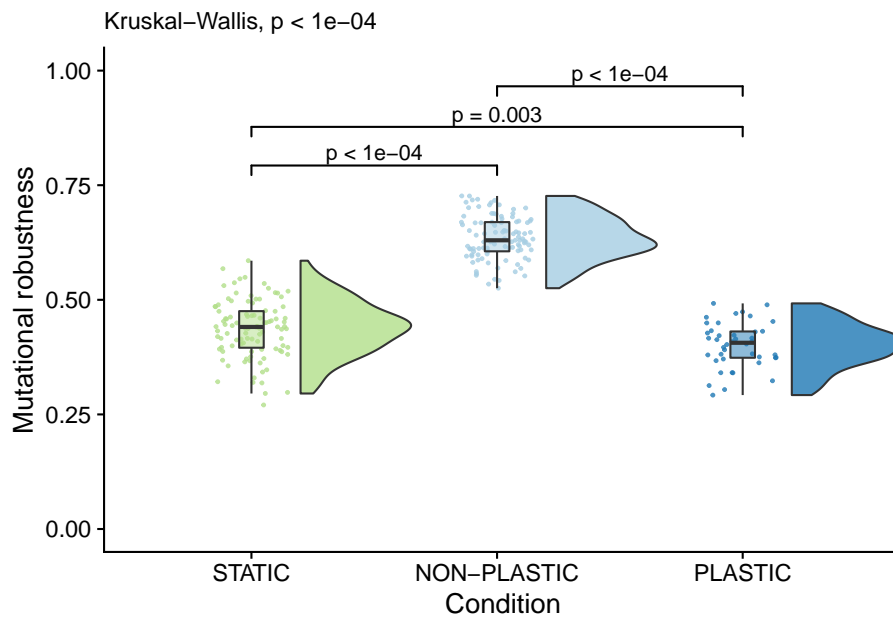 Kruskal−Wallis, p < 1e−04
1.00
p < 1e−04
p = 0.003
p < 1e−04
0.75
0.50
0.25
0.00
Mutational robustness
STATIC NON−PLASTIC PLASTIC
Condition